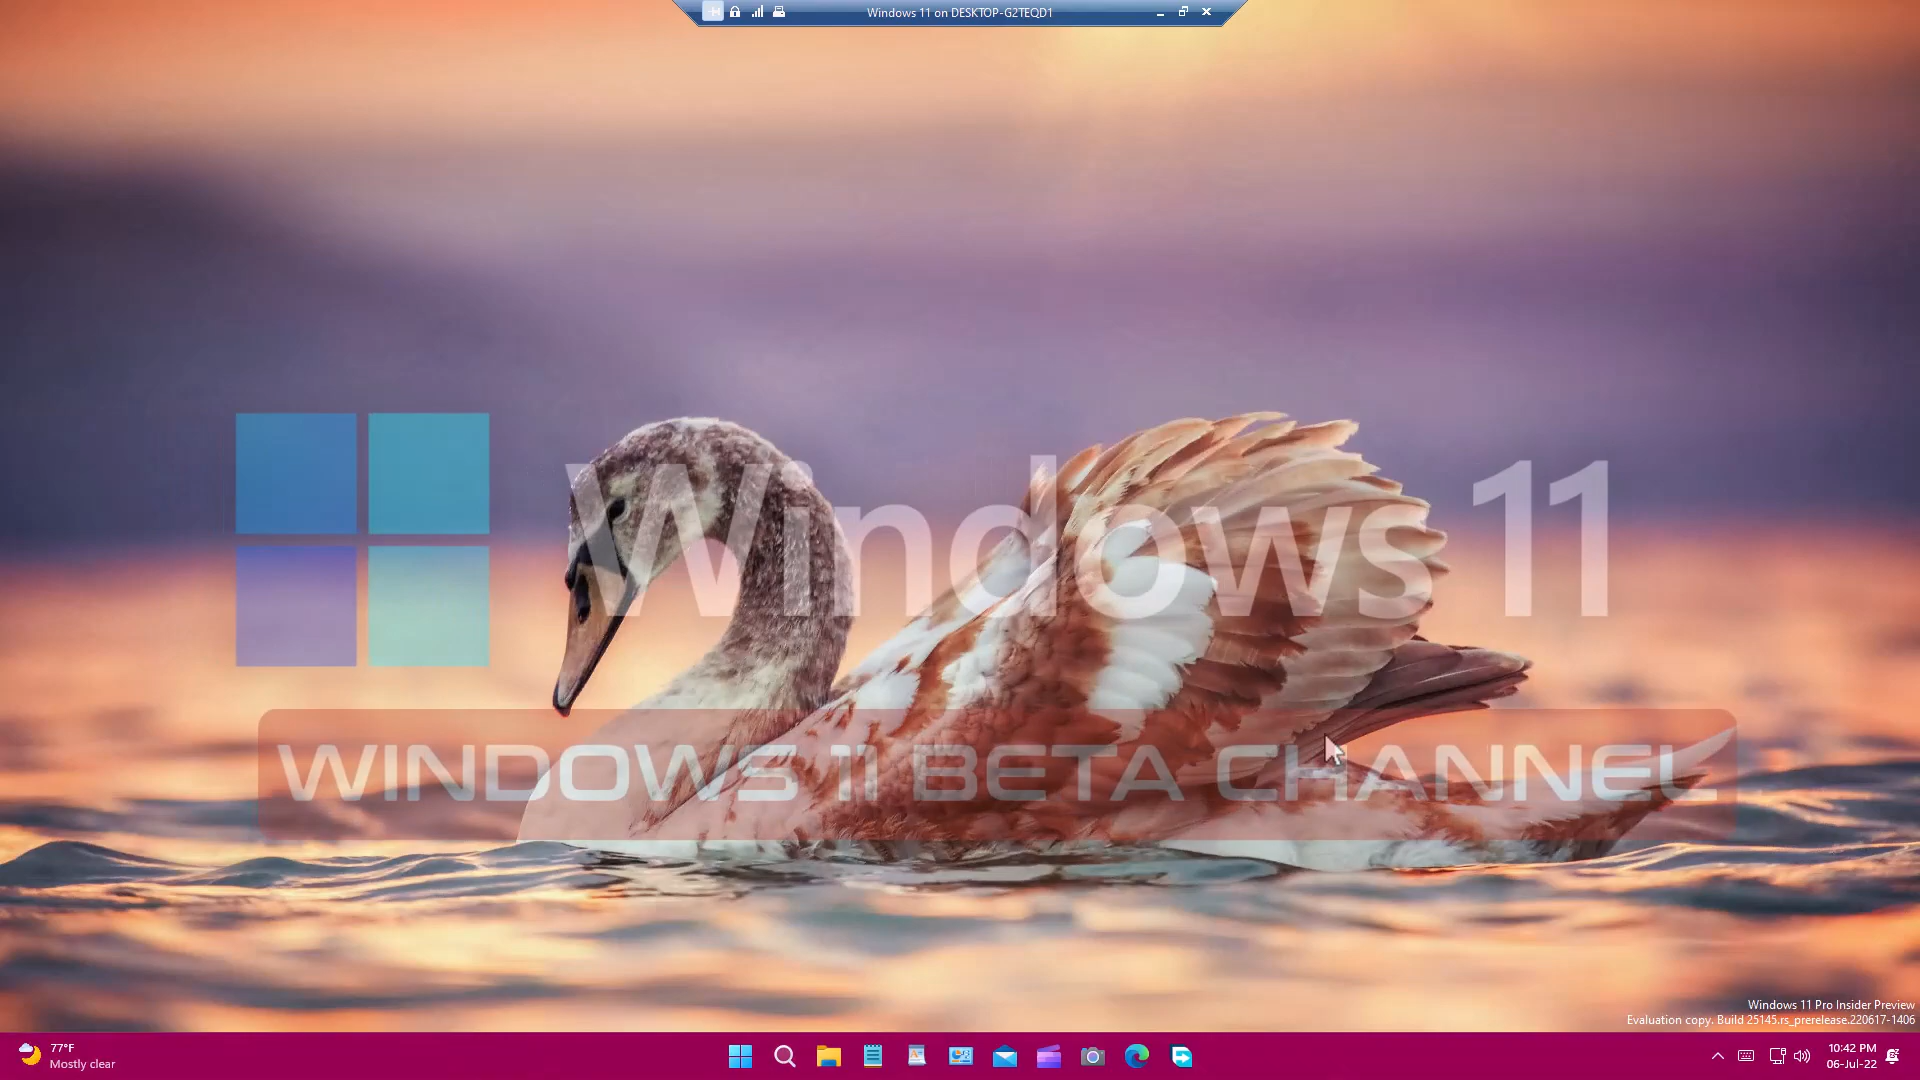 Windows 11 on DESKTOP-G2TEQD1
Windows 11
WINDOWS 11 BETA CHANNEL
Windows 11 Pro Insider Preview
Evaluation copy. Build 25145.rs_prerelease.220617-1406
77°F
Mostly clear
10:42 PM
06-Jul-22